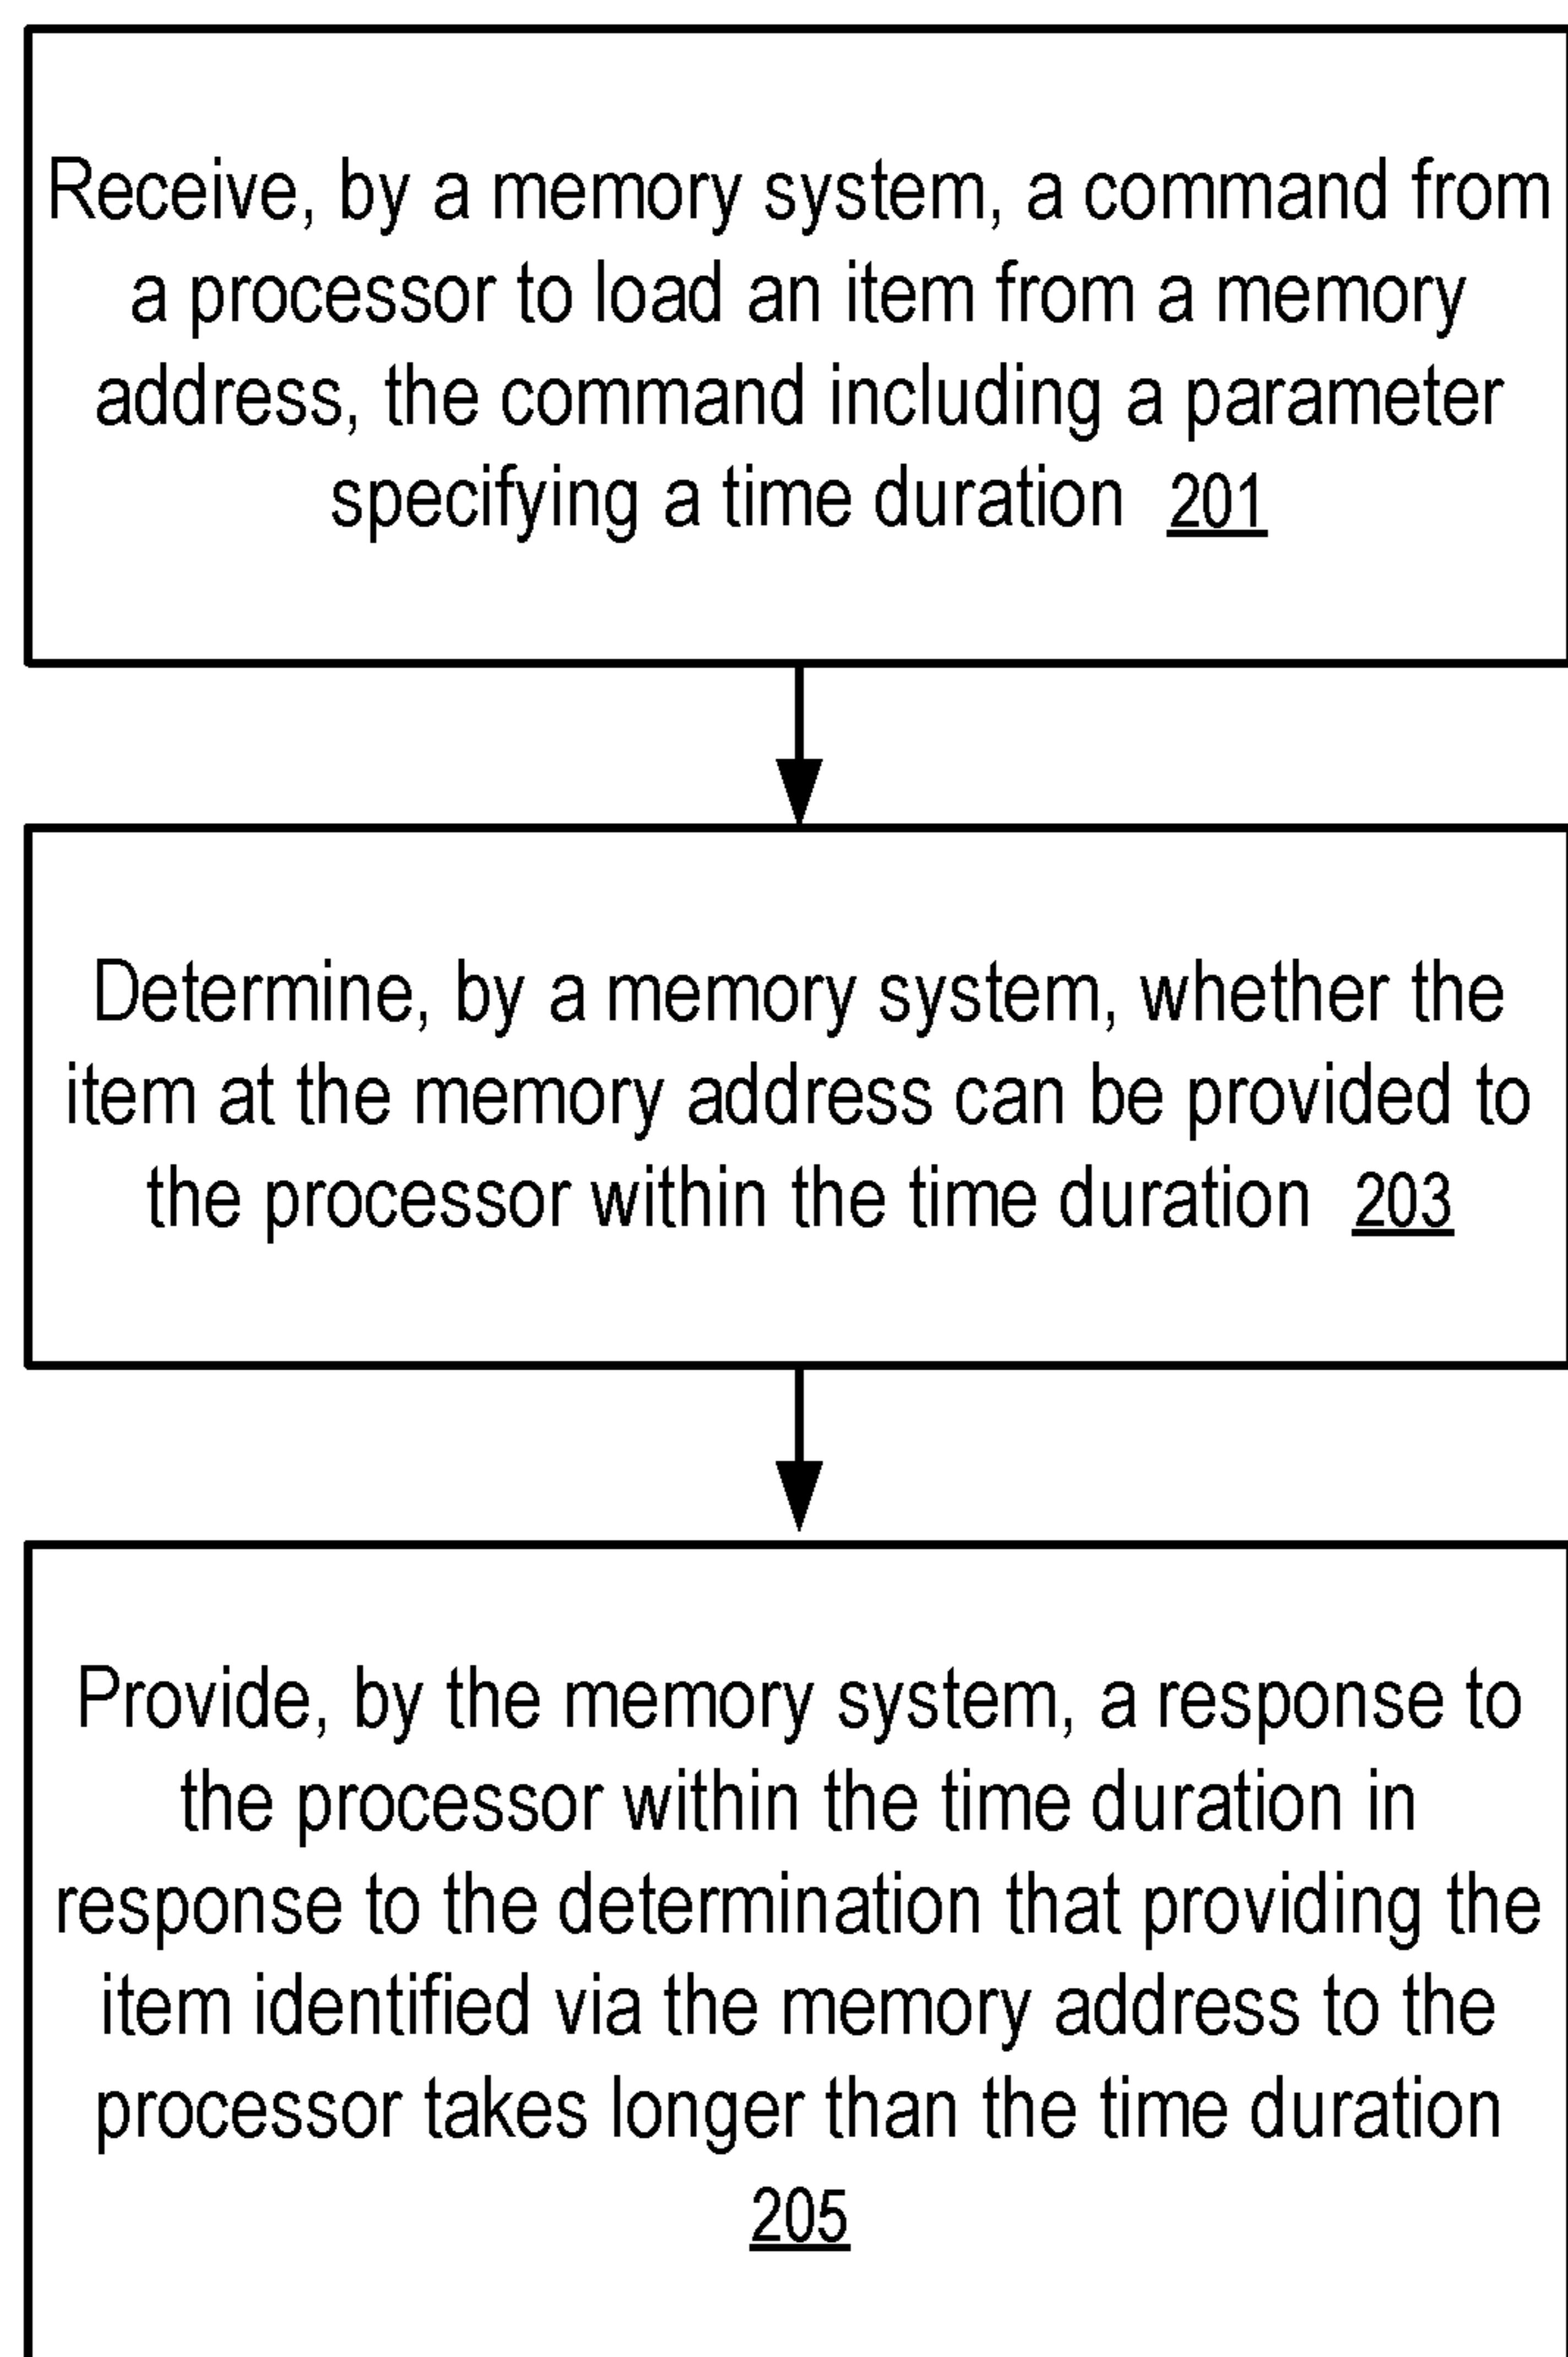 Receive, by a memory system, a command from
a processor to load an item from a memory
address, the command including a parameter
specifying a time duration 201
Determine, by a memory system, whether the
item at the memory address can be provided to
the processor within the time duration 203
Provide, by the memory system, a response to
the processor within the time duration in
response to the determination that providing the
item identified via the memory address to the
processor takes longer than the time duration
205